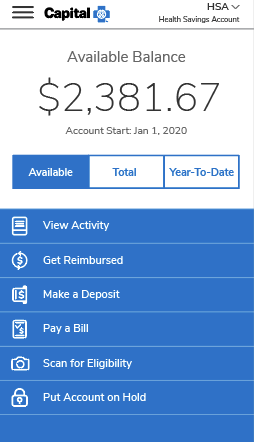 HSA
Capital
Health Savings Account
Available Balance
$2,381.67
Account Start: Jan 1, 2020
Available
Total
Year-To-Date
View Activity
Get Reimbursed
Make a Deposit
Pay a Bill
Scan for Eligibility
Put Account on Hold